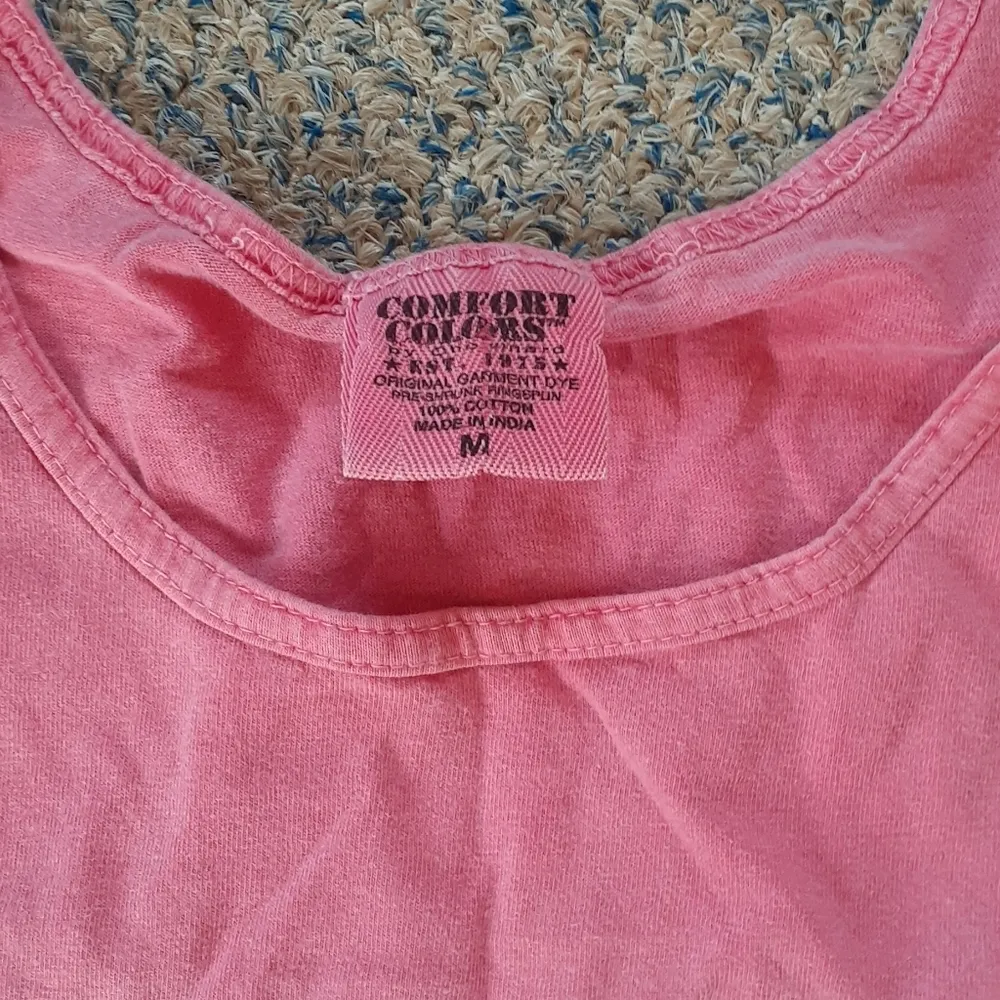 COMFORT
COLORS™
★ EST. 1975 ★
ORIGINAL GARMENT DYE
PRE-SHRUNK RINGSPUN
100% COTTON
MADE IN INDIA
M